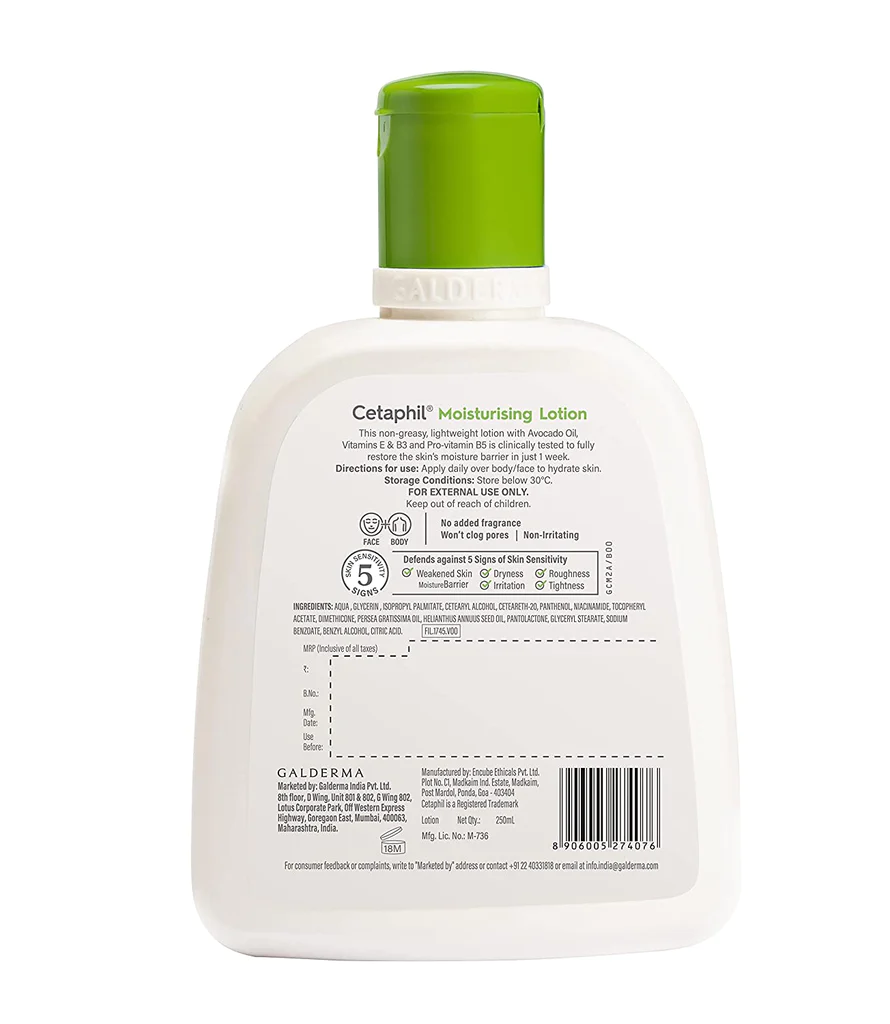 GALDERMA
Cetaphil® Moisturising Lotion
This non-greasy, lightweight lotion with Avocado Oil,
Vitamins E & B3 and Pro-vitamin B5 is clinically tested to fully
restore the skin's moisture barrier in just 1 week.
Directions for use: Apply daily over body/face to hydrate skin.
Storage Conditions: Store below 30°C.
FOR EXTERNAL USE ONLY.
Keep out of reach of children.
FACE + BODY
No added fragrance
Won't clog pores | Non-Irritating
SKIN SENSITIVITY 5 SIGNS
Defends against 5 Signs of Skin Sensitivity
Weakened Skin MoistureBarrier
Dryness
Roughness
Irritation
Tightness
GCM2A/B00
INGREDIENTS: AQUA , GLYCERIN , ISOPROPYL PALMITATE, CETEARYL ALCOHOL, CETEARETH-20, PANTHENOL, NIACINAMIDE, TOCOPHERYL
ACETATE, DIMETHICONE, PERSEA GRATISSIMA OIL, HELIANTHUS ANNUUS SEED OIL, PANTOLACTONE, GLYCERYL STEARATE, SODIUM
BENZOATE, BENZYL ALCOHOL, CITRIC ACID. FIL.1745.V00
MRP (Inclusive of all taxes)
₹:
B.No.:
Mfg.
Date:
Use
Before:
GALDERMA
Marketed by: Galderma India Pvt. Ltd.
8th floor, D Wing, Unit 801 & 802, G Wing 802,
Lotus Corporate Park, Off Western Express
Highway, Goregaon East, Mumbai, 400063,
Maharashtra, India.
18M
Manufactured by: Encube Ethicals Pvt. Ltd.
Plot No. C1, Madkaim Ind. Estate, Madkaim,
Post Mardol, Ponda, Goa - 403404
Cetaphil is a Registered Trademark
Lotion Net Qty.: 250mL
Mfg. Lic. No.: M-736
8 906005 274076
For consumer feedback or complaints, write to "Marketed by" address or contact +91 22 40331818 or email at info.india@galderma.com